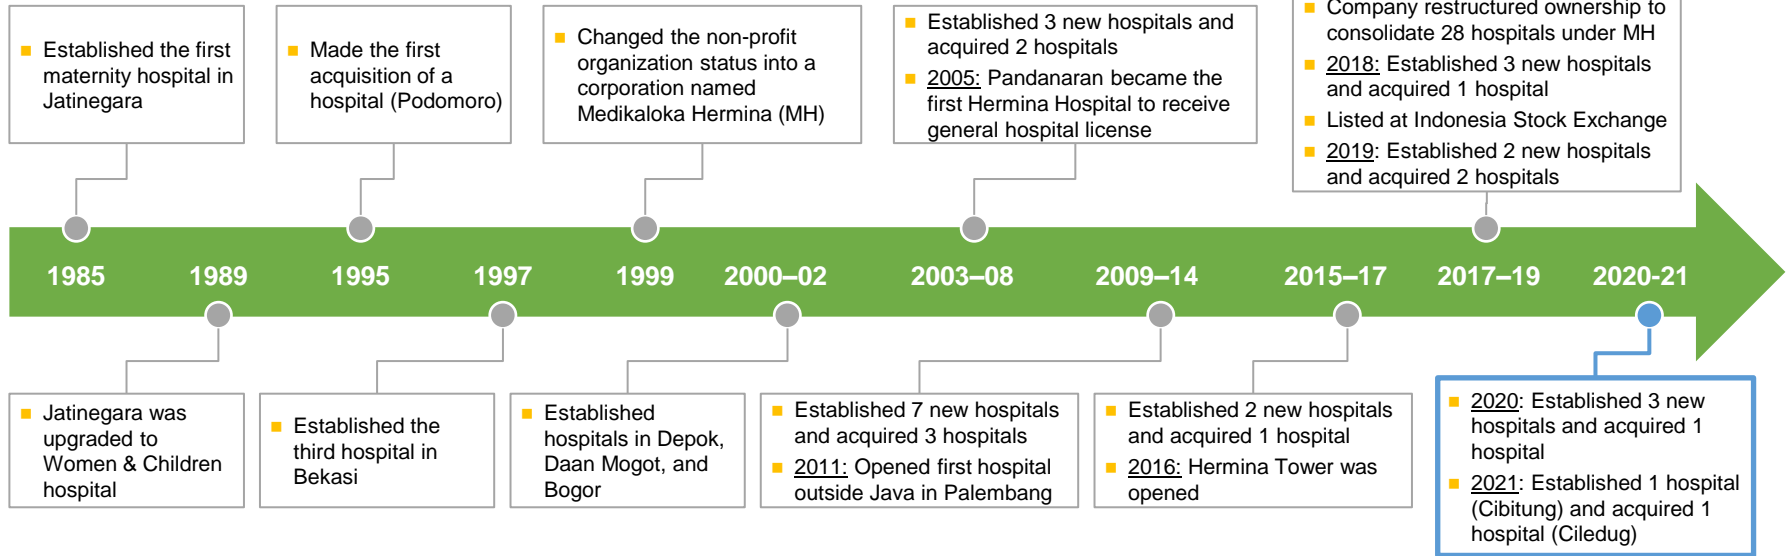 Established the first
maternity hospital in
Jatinegara
Made the first
acquisition of a
hospital (Podomoro)
Changed the non-profit
organization status into a
corporation named
Medikaloka Hermina (MH)
Established 3 new hospitals and
acquired 2 hospitals
2005: Pandanaran became the
first Hermina Hospital to receive
general hospital license
Company restructured ownership to
consolidate 28 hospitals under MH
2018: Established 3 new hospitals
and acquired 1 hospital
Listed at Indonesia Stock Exchange
2019: Established 2 new hospitals
and acquired 2 hospitals
1985 1989 1995 1997 1999 2000–02 2003–08 2009–14 2015–17 2017–19 2020-21
Jatinegara was
upgraded to
Women & Children
hospital
Established the
third hospital in
Bekasi
Established
hospitals in Depok,
Daan Mogot, and
Bogor
Established 7 new hospitals
and acquired 3 hospitals
2011: Opened first hospital
outside Java in Palembang
Established 2 new hospitals
and acquired 1 hospital
2016: Hermina Tower was
opened
2020: Established 3 new
hospitals and acquired 1
hospital
2021: Established 1 hospital
(Cibitung) and acquired 1
hospital (Ciledug)